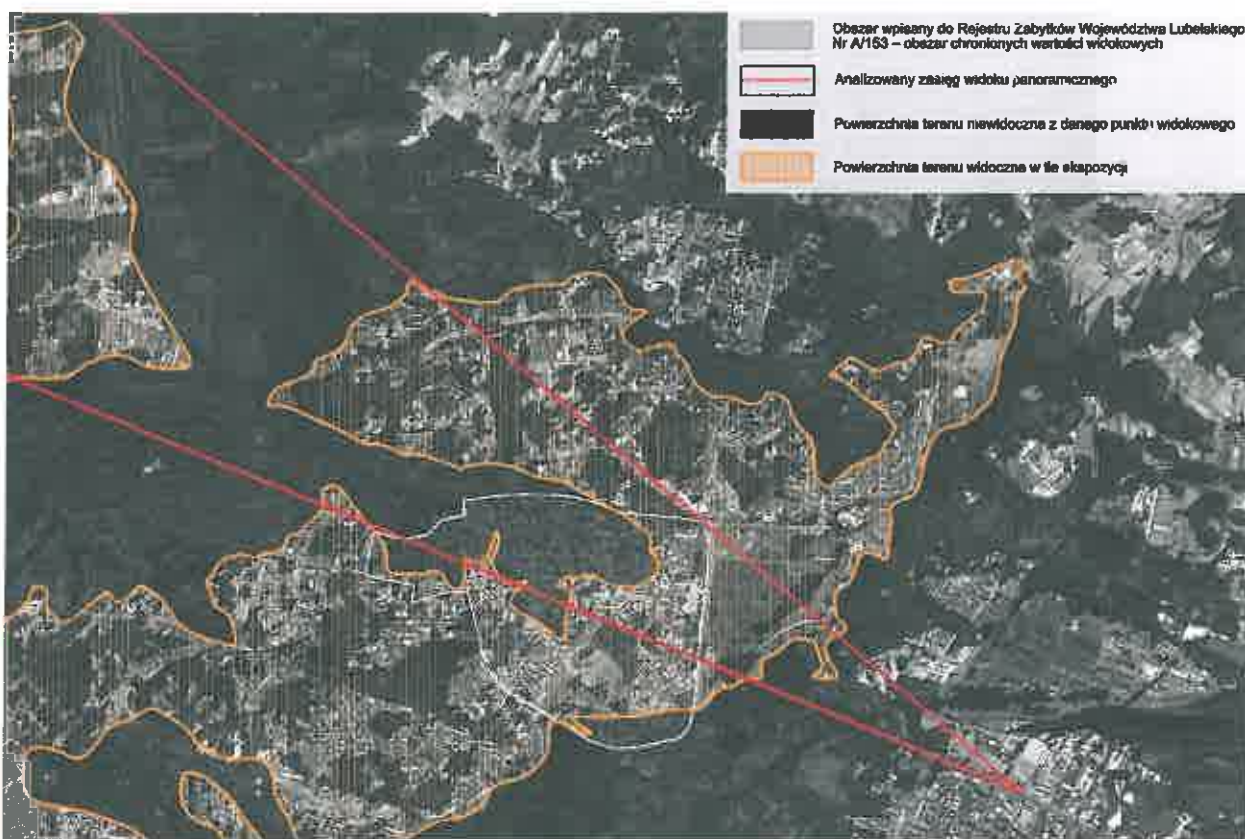 Obszar wpisany do Rejestru Zabytków Województwa Lubelskiego
Nr A/153 – obszar chronionych wartości widokowych
Analizowany zasięg widoku panoramicznego
Powierzchnia terenu niewidoczna z danego punktu widokowego
Powierzchnia terenu widoczna w tle ekspozycji